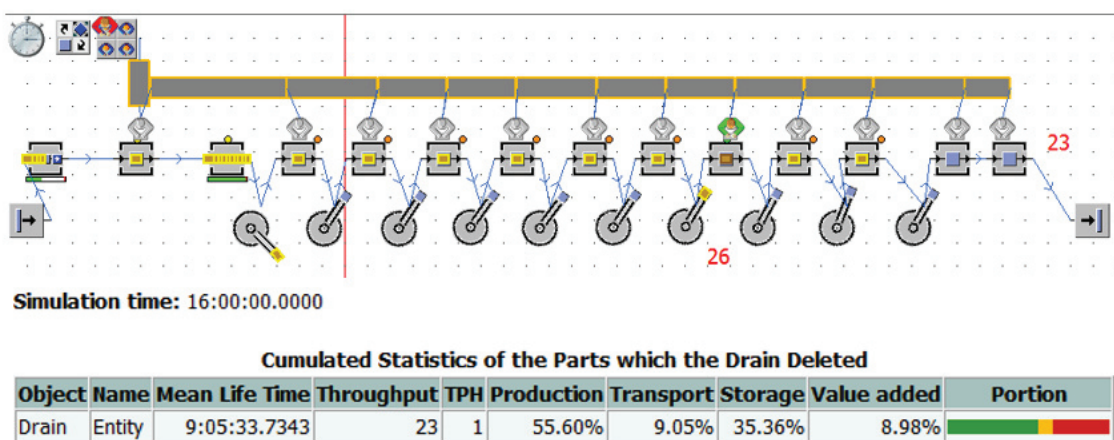 23
26
Simulation time: 16:00:00.0000
Cumulated Statistics of the Parts which the Drain Deleted
Object Name Mean Life Time Throughput TPH Production Transport Storage Value added Portion
Drain Entity 9:05:33.7343 23 1 55.60% 9.05% 35.36% 8.98%